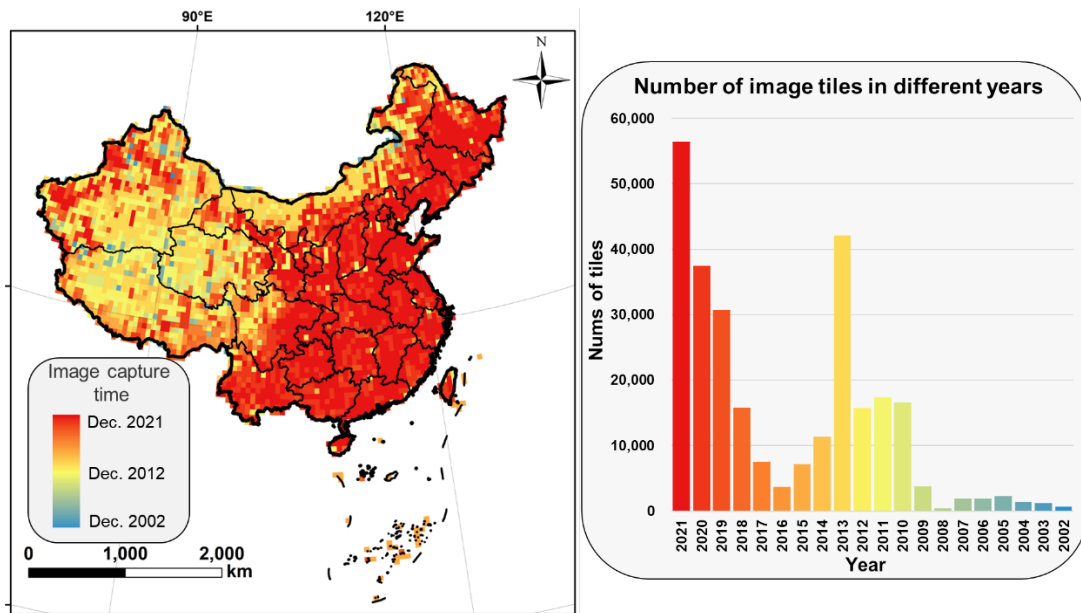 90°E
120°E
N
Image capture
time
Dec. 2021
Dec. 2012
Dec. 2002
0
1,000
2,000
km
Number of image tiles in different years
Nums of tiles
60,000
50,000
40,000
30,000
20,000
10,000
0
2021
2020
2019
2018
2017
2016
2015
2014
2013
2012
2011
2010
2009
2008
2007
2006
2005
2004
2003
2002
Year